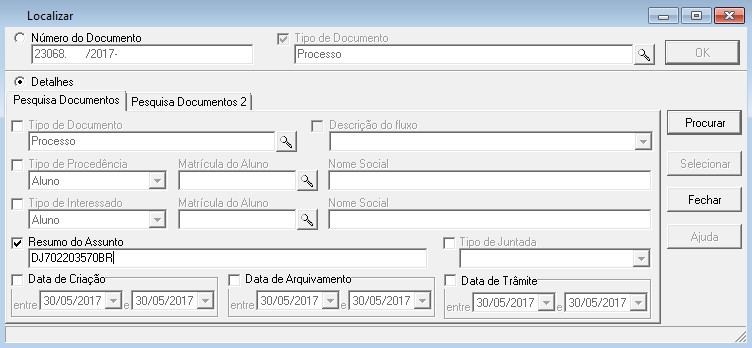 Localizar
Número do Documento
23068. /2017-
Tipo de Documento
Processo
OK
Detalhes
Pesquisa Documentos
Pesquisa Documentos 2
Tipo de Documento
Processo
Descrição do fluxo
Procurar
Tipo de Procedência
Aluno
Matrícula do Aluno
Nome Social
Selecionar
Tipo de Interessado
Aluno
Matrícula do Aluno
Nome Social
Fechar
Resumo do Assunto
DJ702203570BR
Tipo de Juntada
Ajuda
Data de Criação
entre 30/05/2017 e 30/05/2017
Data de Arquivamento
entre 30/05/2017 e 30/05/2017
Data de Trâmite
entre 30/05/2017 e 30/05/2017